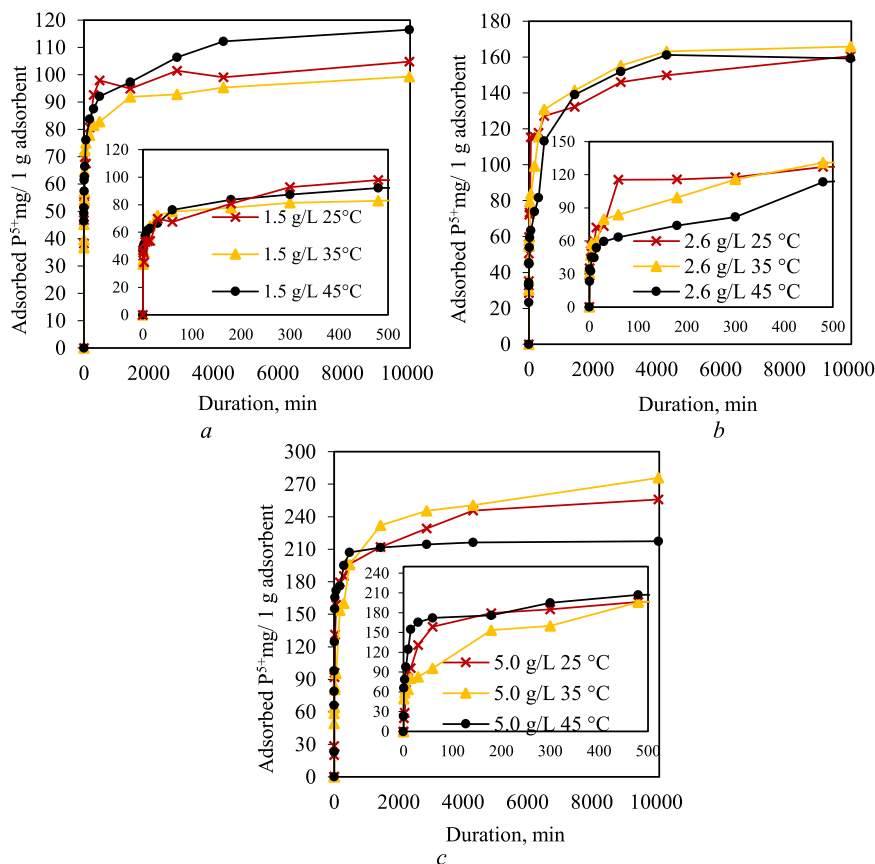 120
110
100
90
80
70
60
50
40
30
20
10
0
Adsorbed P5+mg/ 1 g adsorbent
120
100
80
60
40
20
0
1.5 g/L 25°C
1.5 g/L 35°C
1.5 g/L 45°C
0 100 200 300 400 500
0 2000 4000 6000 8000 10000
Duration, min
a
180
160
140
120
100
80
60
40
20
0
Adsorbed P5+mg/ 1 g adsorbent
150
120
90
60
30
0
2.6 g/L 25 °C
2.6 g/L 35 °C
2.6 g/L 45 °C
0 100 200 300 400 500
0 2000 4000 6000 8000 10000
Duration, min
b
300
270
240
210
180
150
120
90
60
30
0
Adsorbed P5+mg/ 1 g adsorbent
240
210
180
150
120
90
60
30
0
5.0 g/L 25 °C
5.0 g/L 35 °C
5.0 g/L 45 °C
0 100 200 300 400 500
0 2000 4000 6000 8000 10000
Duration, min
c